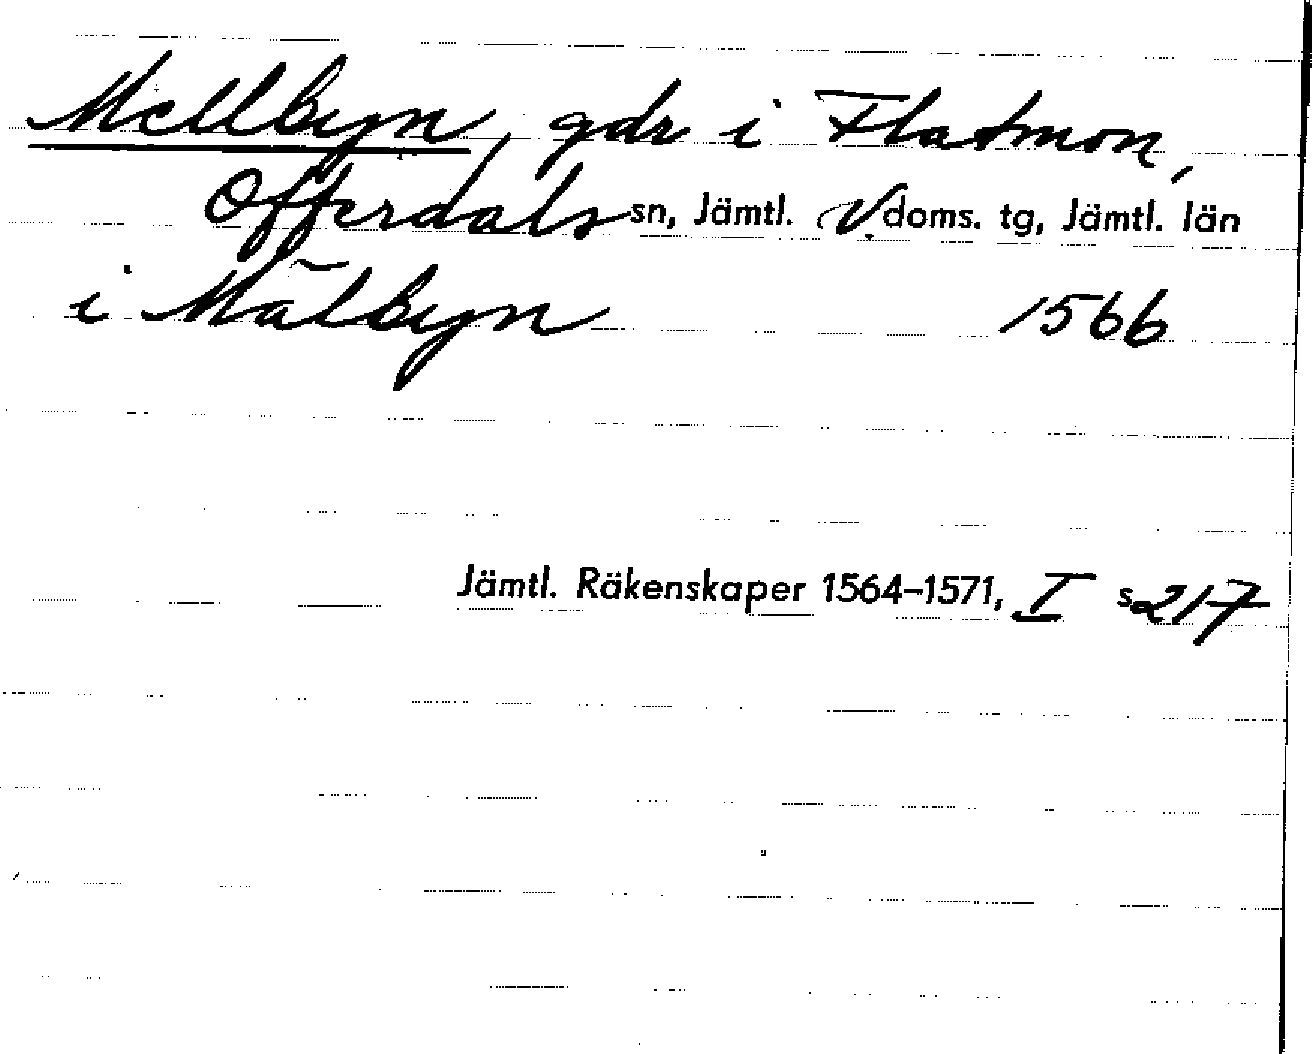 Mellbyn, gdr i Flatmon,
Offerdals sn, Jämtl. V. doms. tg, Jämtl. län
i Mälbyn 1566
Jämtl. Räkenskaper 1564–1571, I s 217